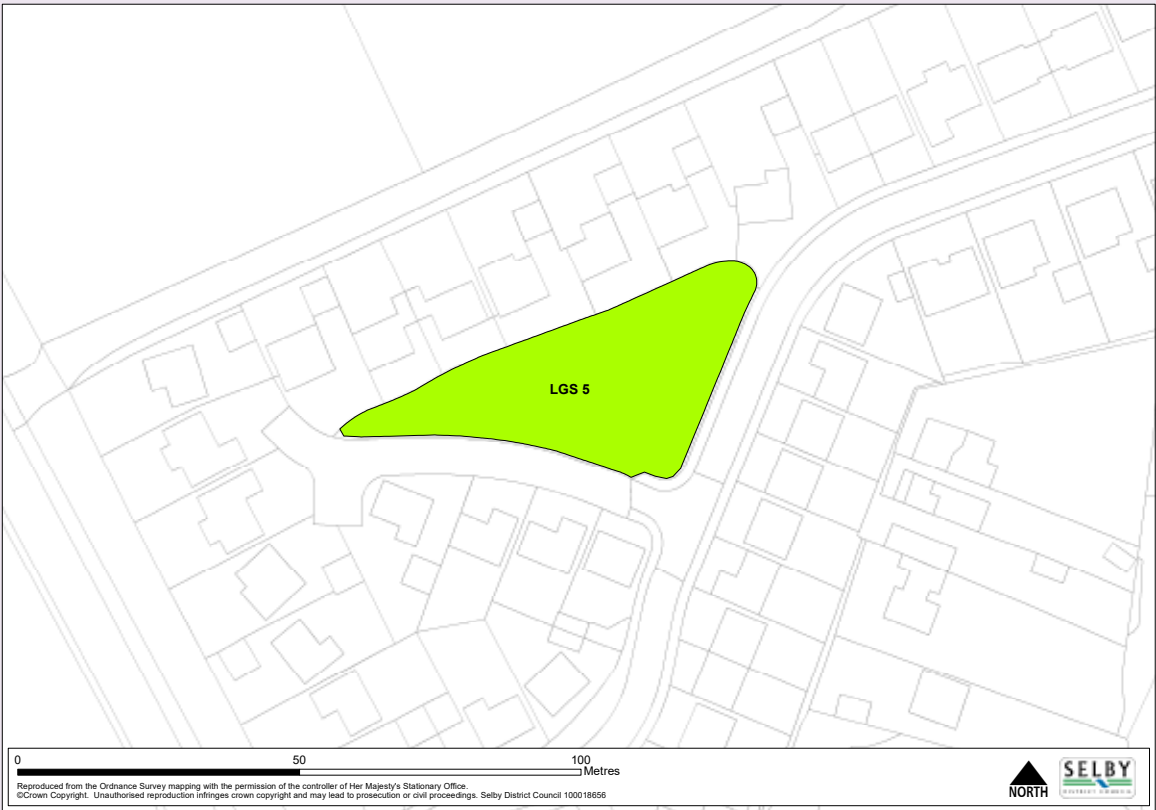 LGS 5
0 50 100
Metres
Reproduced from the Ordnance Survey mapping with the permission of the controller of Her Majesty's Stationary Office.
©Crown Copyright. Unauthorised reproduction infringes crown copyright and may lead to prosecution or civil proceedings. Selby District Council 100018656
NORTH
SELBY
DISTRICT COUNCIL